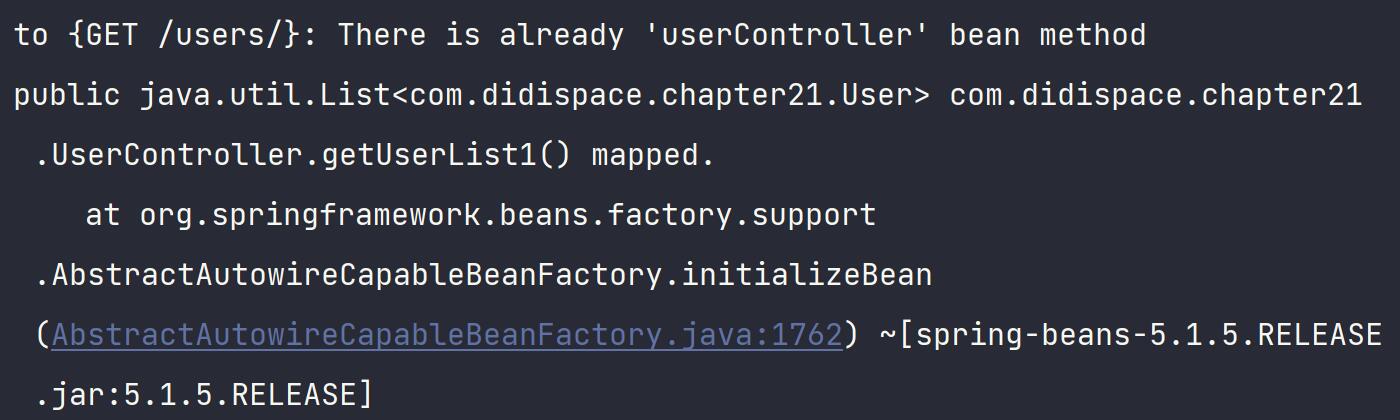 to {GET /users/}: There is already 'userController' bean method
public java.util.List<com.didispace.chapter21.User> com.didispace.chapter21
.UserController.getUserList1() mapped.
at org.springframework.beans.factory.support
.AbstractAutowireCapableBeanFactory.initializeBean
(AbstractAutowireCapableBeanFactory.java:1762) ~[spring-beans-5.1.5.RELEASE
.jar:5.1.5.RELEASE]